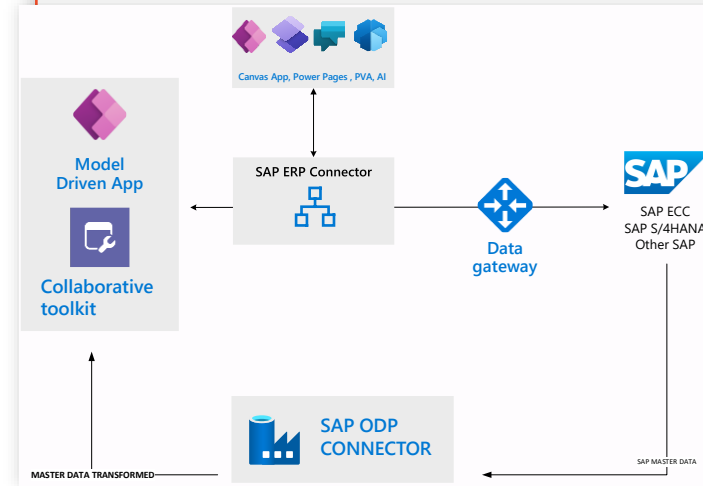 Canvas App, Power Pages , PVA, AI
Model
Driven App
Collaborative
toolkit
SAP ERP Connector
Data
gateway
SAP
SAP ECC
SAP S/4HANA
Other SAP
SAP ODP
CONNECTOR
MASTER DATA TRANSFORMED
SAP MASTER DATA